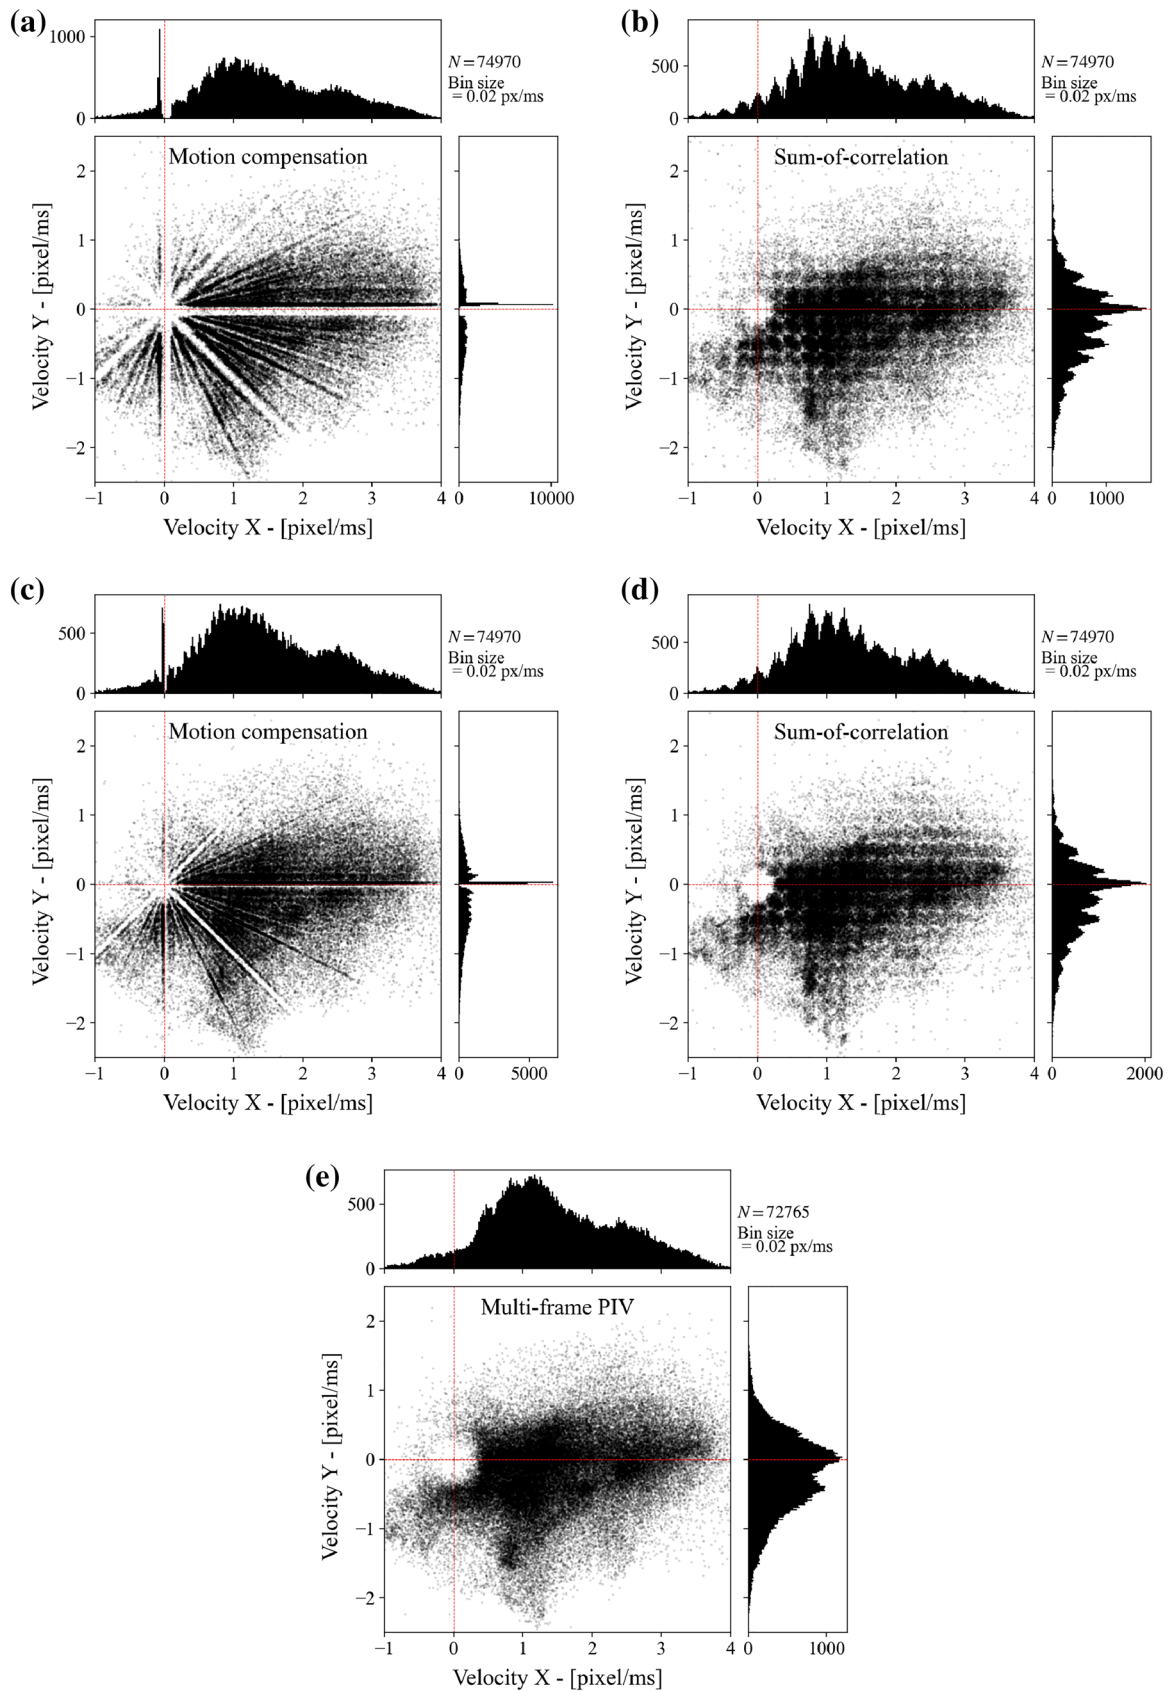 (a)
1000
0
N = 74970
Bin size
= 0.02 px/ms
Motion compensation
2
1
0
−1
−2
Velocity Y - [pixel/ms]
−1 0 1 2 3 4
Velocity X - [pixel/ms]
0 10000
(b)
500
0
N = 74970
Bin size
= 0.02 px/ms
Sum-of-correlation
2
1
0
−1
−2
Velocity Y - [pixel/ms]
−1 0 1 2 3 4
Velocity X - [pixel/ms]
0 1000
(c)
500
0
N = 74970
Bin size
= 0.02 px/ms
Motion compensation
2
1
0
−1
−2
Velocity Y - [pixel/ms]
−1 0 1 2 3 4
Velocity X - [pixel/ms]
0 5000
(d)
500
0
N = 74970
Bin size
= 0.02 px/ms
Sum-of-correlation
2
1
0
−1
−2
Velocity Y - [pixel/ms]
−1 0 1 2 3 4
Velocity X - [pixel/ms]
0 2000
(e)
500
0
N = 72765
Bin size
= 0.02 px/ms
Multi-frame PIV
2
1
0
−1
−2
Velocity Y - [pixel/ms]
−1 0 1 2 3 4
Velocity X - [pixel/ms]
0 1000